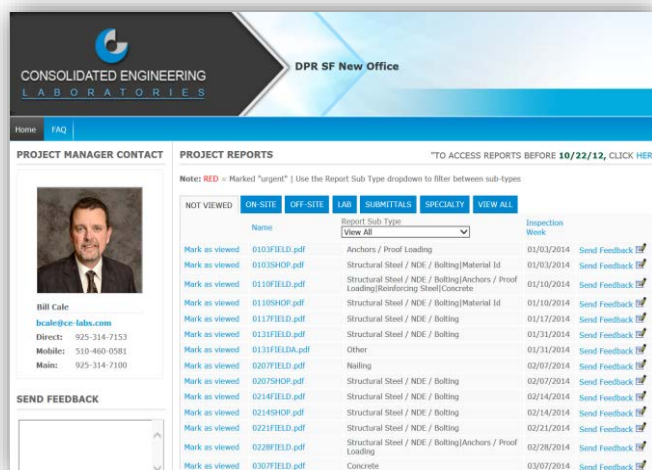 CONSOLIDATED ENGINEERING
LABORATORIES
DPR SF New Office
Home FAQ
PROJECT MANAGER CONTACT
Bill Cale
bcale@ce-labs.com
Direct: 925-314-7153
Mobile: 510-460-0581
Main: 925-314-7100
SEND FEEDBACK
PROJECT REPORTS "TO ACCESS REPORTS BEFORE 10/22/12, CLICK HER
Note: RED = Marked "urgent" | Use the Report Sub Type dropdown to filter between sub-types
NOT VIEWED ON-SITE OFF-SITE LAB SUBMITTALS SPECIALTY VIEW ALL
Name Report Sub Type Inspection
View All Week
Mark as viewed 0103FIELD.pdf Anchors / Proof Loading 01/03/2014 Send Feedback
Mark as viewed 0103SHOP.pdf Structural Steel / NDE / Bolting|Material Id 01/03/2014 Send Feedback
Mark as viewed 0110FIELD.pdf Structural Steel / NDE / Bolting|Anchors / Proof 01/10/2014 Send Feedback
Loading|Reinforcing Steel|Concrete
Mark as viewed 0110SHOP.pdf Structural Steel / NDE / Bolting|Material Id 01/10/2014 Send Feedback
Mark as viewed 0117FIELD.pdf Structural Steel / NDE / Bolting 01/17/2014 Send Feedback
Mark as viewed 0131FIELD.pdf Structural Steel / NDE / Bolting 01/31/2014 Send Feedback
Mark as viewed 0131FIELDA.pdf Other 01/31/2014 Send Feedback
Mark as viewed 0207FIELD.pdf Nailing 02/07/2014 Send Feedback
Mark as viewed 0207SHOP.pdf Structural Steel / NDE / Bolting 02/07/2014 Send Feedback
Mark as viewed 0214FIELD.pdf Structural Steel / NDE / Bolting 02/14/2014 Send Feedback
Mark as viewed 0214SHOP.pdf Structural Steel / NDE / Bolting 02/14/2014 Send Feedback
Mark as viewed 0221FIELD.pdf Structural Steel / NDE / Bolting 02/21/2014 Send Feedback
Mark as viewed 0228FIELD.pdf Structural Steel / NDE / Bolting|Anchors / Proof 02/28/2014 Send Feedback
Loading
Mark as viewed 0307FIELD.pdf Concrete 03/07/2014 Send Feedback